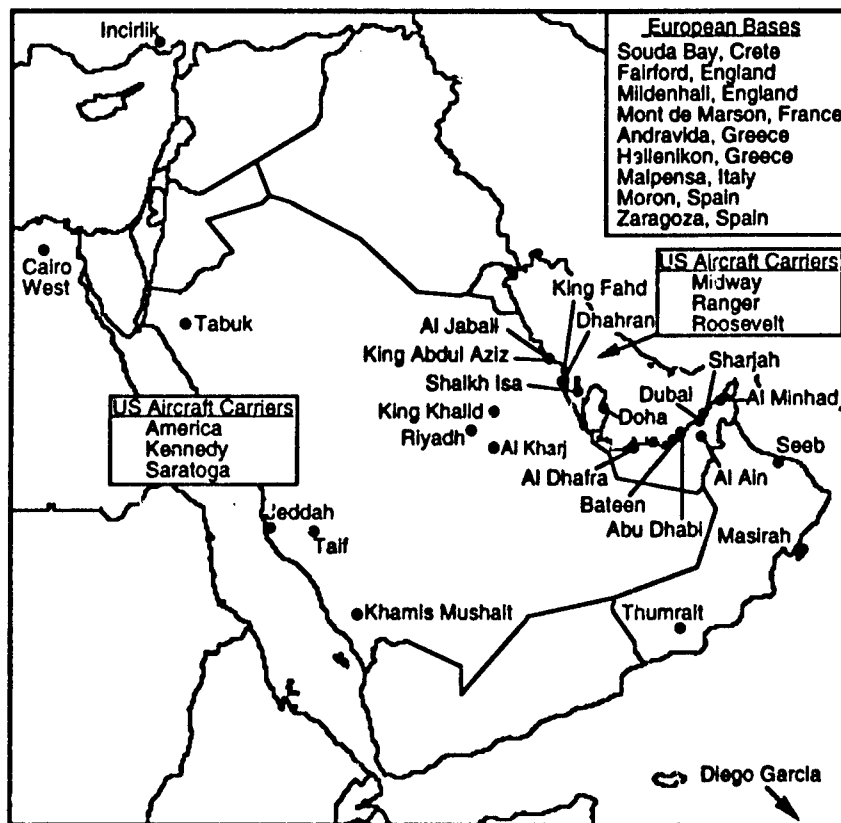 Incirlik
European Bases
Souda Bay, Crete
Fairford, England
Mildenhall, England
Mont de Marson, France
Andravida, Greece
Hellenikon, Greece
Malpensa, Italy
Moron, Spain
Zaragoza, Spain
Cairo
West
US Aircraft Carriers
Midway
Ranger
Roosevelt
King Fahd
Dhahran
Tabuk
Al Jabail
King Abdul Aziz
Shaikh Isa
Sharjah
Dubai
Al Minhad
US Aircraft Carriers
America
Kennedy
Saratoga
King Khalid
Doha
Riyadh
Al Kharj
Seeb
Al Dhafra
Al Ain
Bateen
Abu Dhabi
Jeddah
Taif
Masirah
Khamis Mushait
Thumrait
Diego Garcia